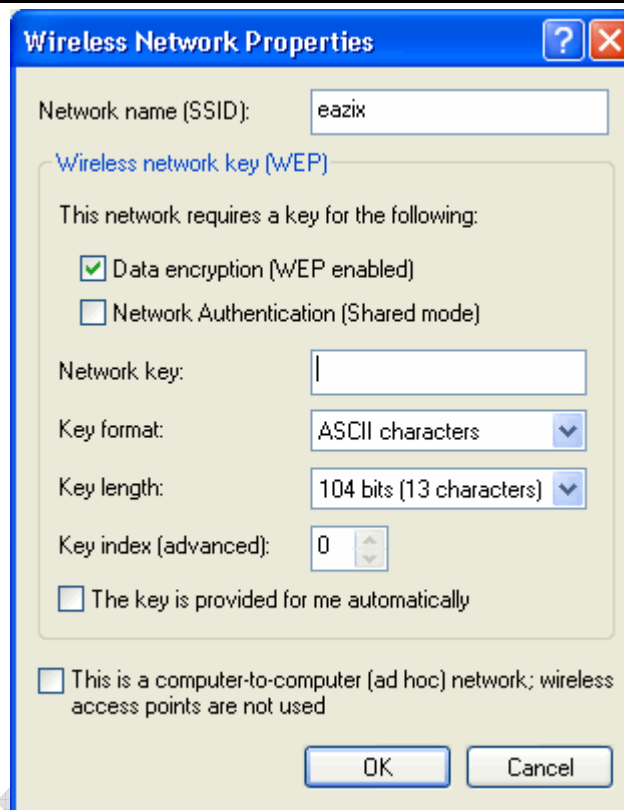 Wireless Network Properties
Network name (SSID): eazix
Wireless network key (WEP)
This network requires a key for the following:
Data encryption (WEP enabled)
Network Authentication (Shared mode)
Network key:
Key format: ASCII characters
Key length: 104 bits (13 characters)
Key index (advanced): 0
The key is provided for me automatically
This is a computer-to-computer (ad hoc) network; wireless
access points are not used
OK Cancel